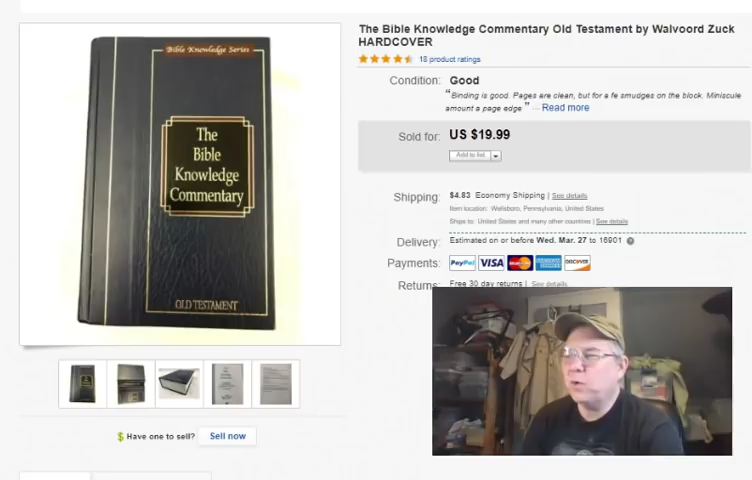 The Bible Knowledge Commentary Old Testament by Walvoord Zuck
HARDCOVER
18 product ratings
Condition: Good
"Binding is good. Pages are clean, but for a fe smudges on the block. Miniscule
amount a page edge" — Read more
Sold for: US $19.99
Add to list
Shipping: $4.83 Economy Shipping | See details
Item location: Wellsboro, Pennsylvania, United States
Ships to: United States and many other countries | See details
Delivery: Estimated on or before Wed. Mar. 27 to 16901
Payments: PayPal VISA MasterCard DISCOVER
Returns: Free 30 day returns | See details
Bible Knowledge Series
The
Bible
Knowledge
Commentary
OLD TESTAMENT
$ Have one to sell? Sell now